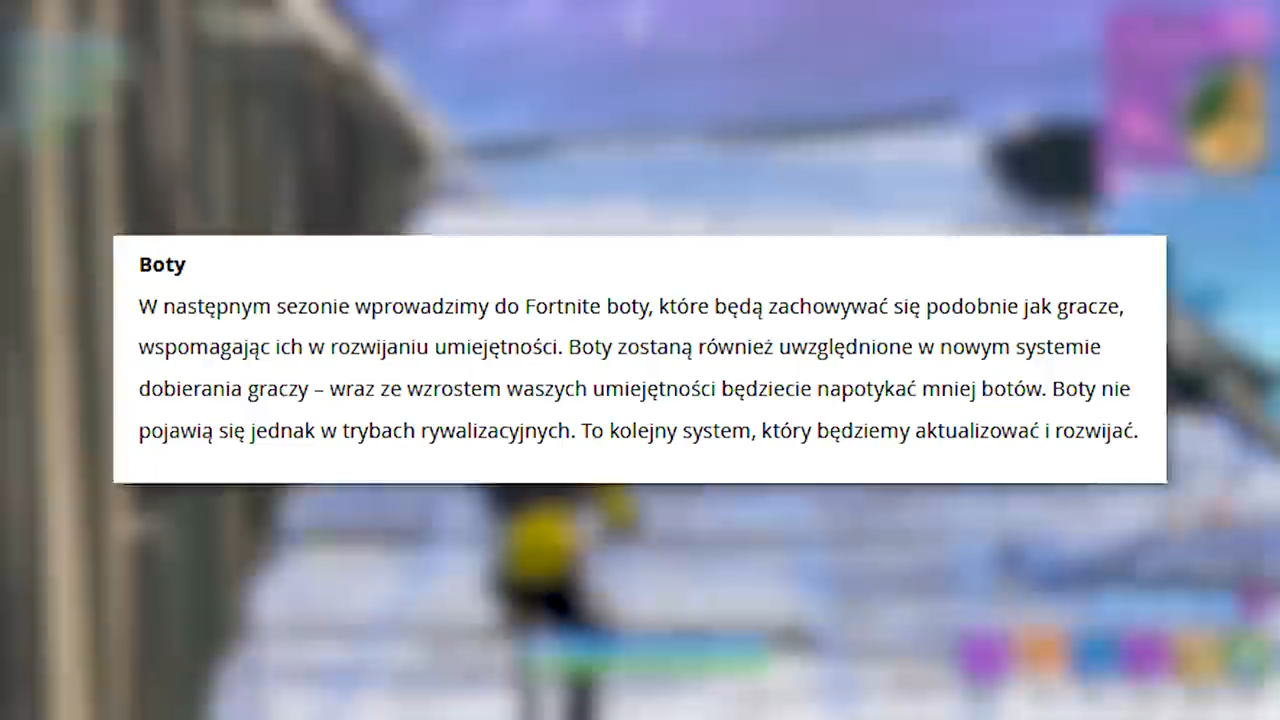 Boty
W następnym sezonie wprowadzimy do Fortnite boty, które będą zachowywać się podobnie jak gracze,
wspomagając ich w rozwijaniu umiejętności. Boty zostaną również uwzględnione w nowym systemie
dobierania graczy – wraz ze wzrostem waszych umiejętności będziecie napotykać mniej botów. Boty nie
pojawią się jednak w trybach rywalizacyjnych. To kolejny system, który będziemy aktualizować i rozwijać.